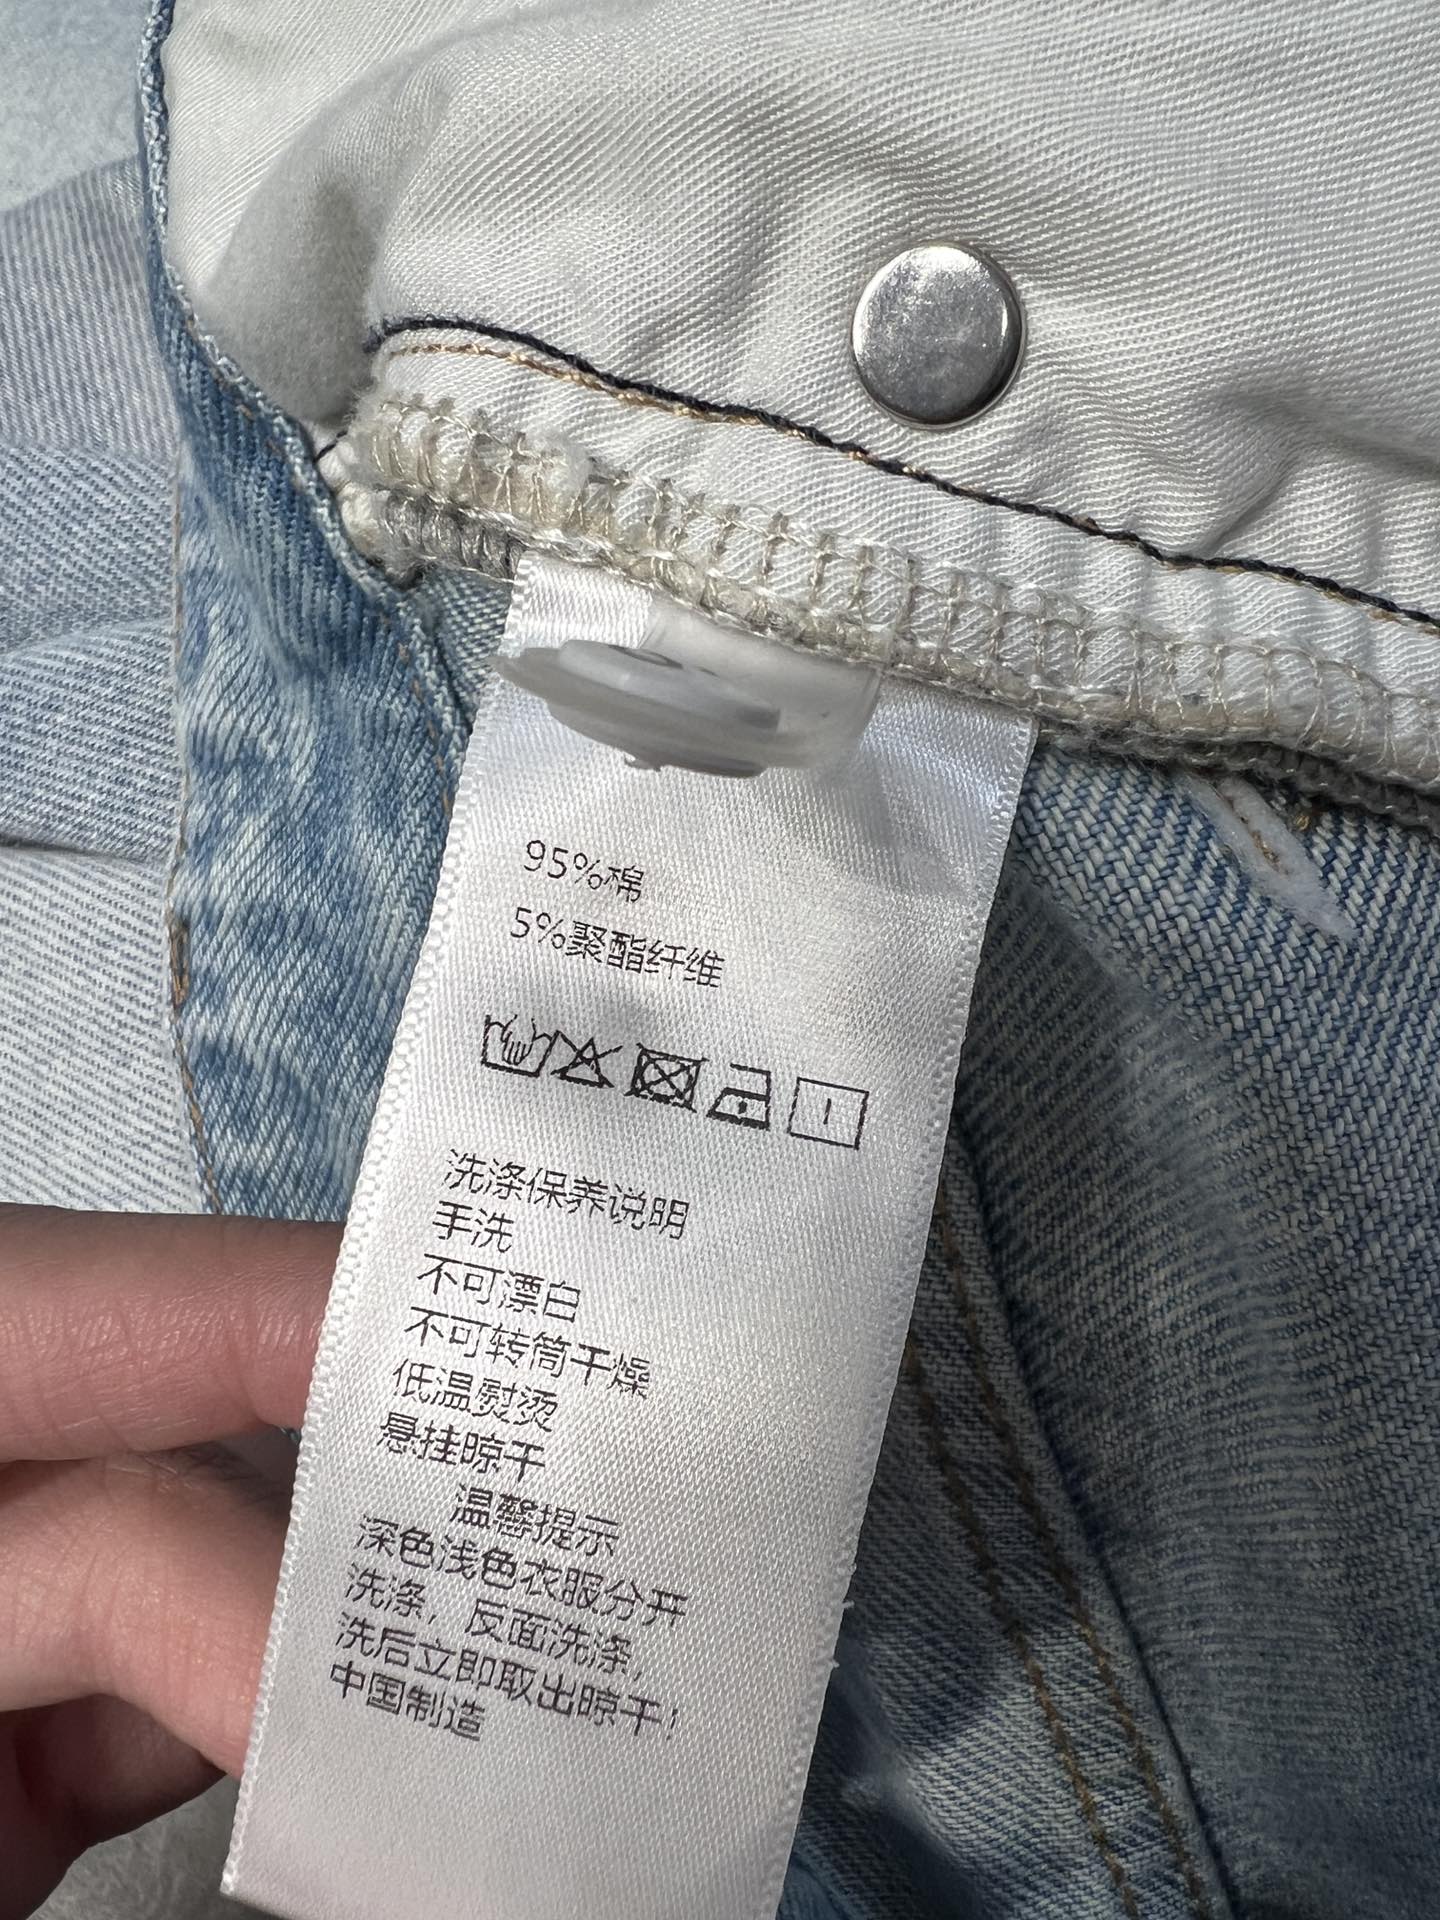 95%棉
5%聚酯纤维
洗涤保养说明
手洗
不可漂白
不可转筒干燥
低温熨烫
悬挂晾干
温馨提示
深色浅色衣服分开
洗涤，反面洗涤，
洗后立即取出晾干！
中国制造